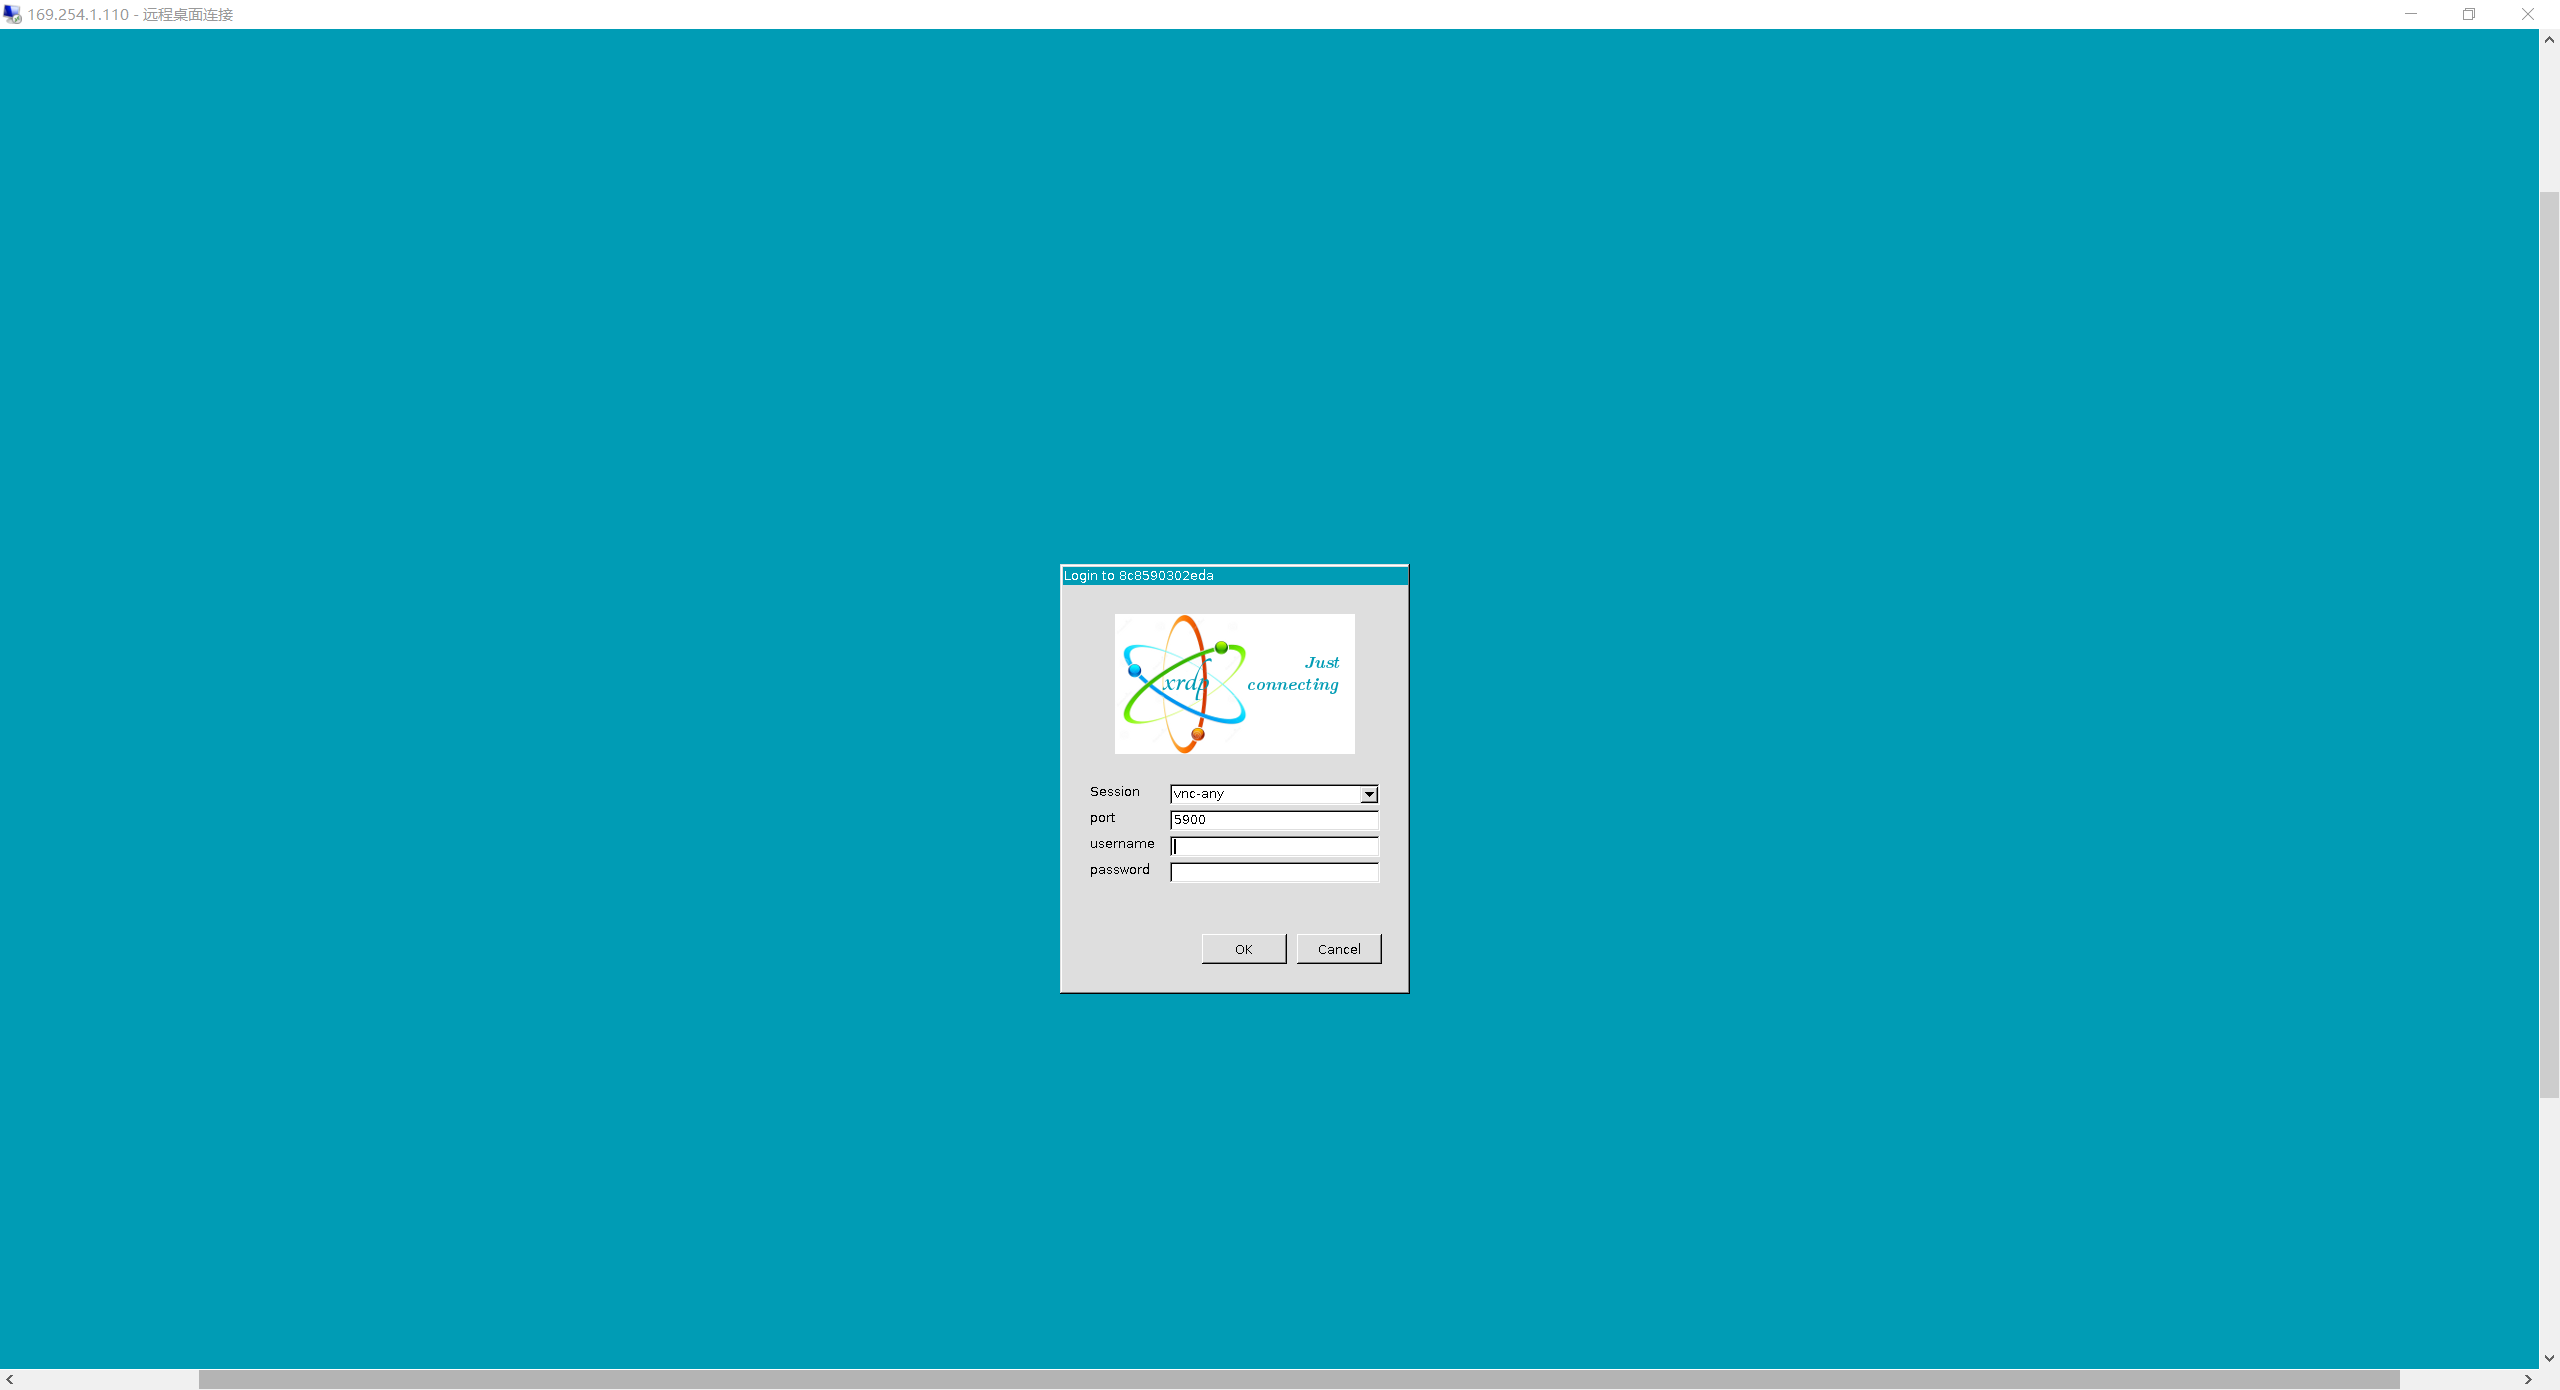 169.254.1.110 - 远程桌面连接
Login to 8c8590302eda
xrdp
Just
connecting
Session
vnc-any
port
5900
username
password
OK
Cancel